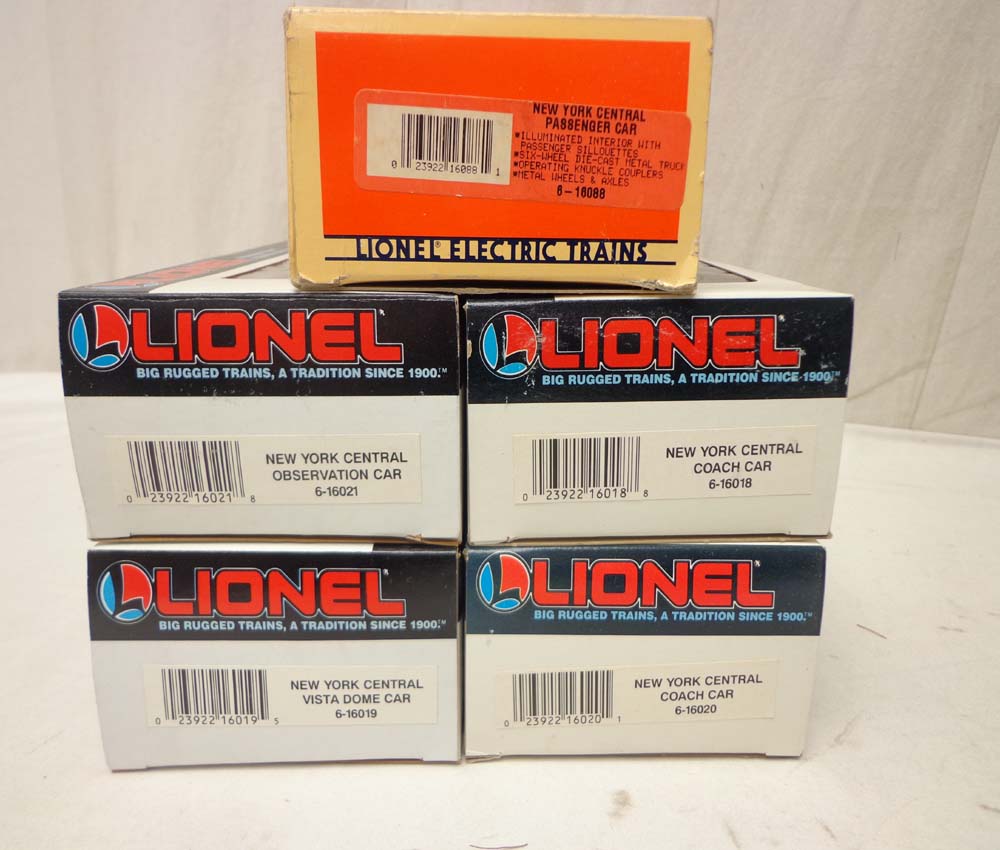 NEW YORK CENTRAL
PASSENGER CAR
*ILLUMINATED INTERIOR WITH
PASSENGER SILLOUETTES
*SIX-WHEEL DIE-CAST METAL TRUCK
*OPERATING KNUCKLE COUPLERS
*METAL WHEELS & AXLES
6-16088
0 23922 16088 1
LIONEL® ELECTRIC TRAINS
L LIONEL
BIG RUGGED TRAINS, A TRADITION SINCE 1900.™
NEW YORK CENTRAL
OBSERVATION CAR
6-16021
0 23922 16021 8
L LIONEL
BIG RUGGED TRAINS, A TRADITION SINCE 1900.™
NEW YORK CENTRAL
COACH CAR
6-16018
0 23922 16018 8
L LIONEL
BIG RUGGED TRAINS, A TRADITION SINCE 1900.™
NEW YORK CENTRAL
VISTA DOME CAR
6-16019
0 23922 16019 5
L LIONEL
BIG RUGGED TRAINS, A TRADITION SINCE 1900.™
NEW YORK CENTRAL
COACH CAR
6-16020
0 23922 16020 1